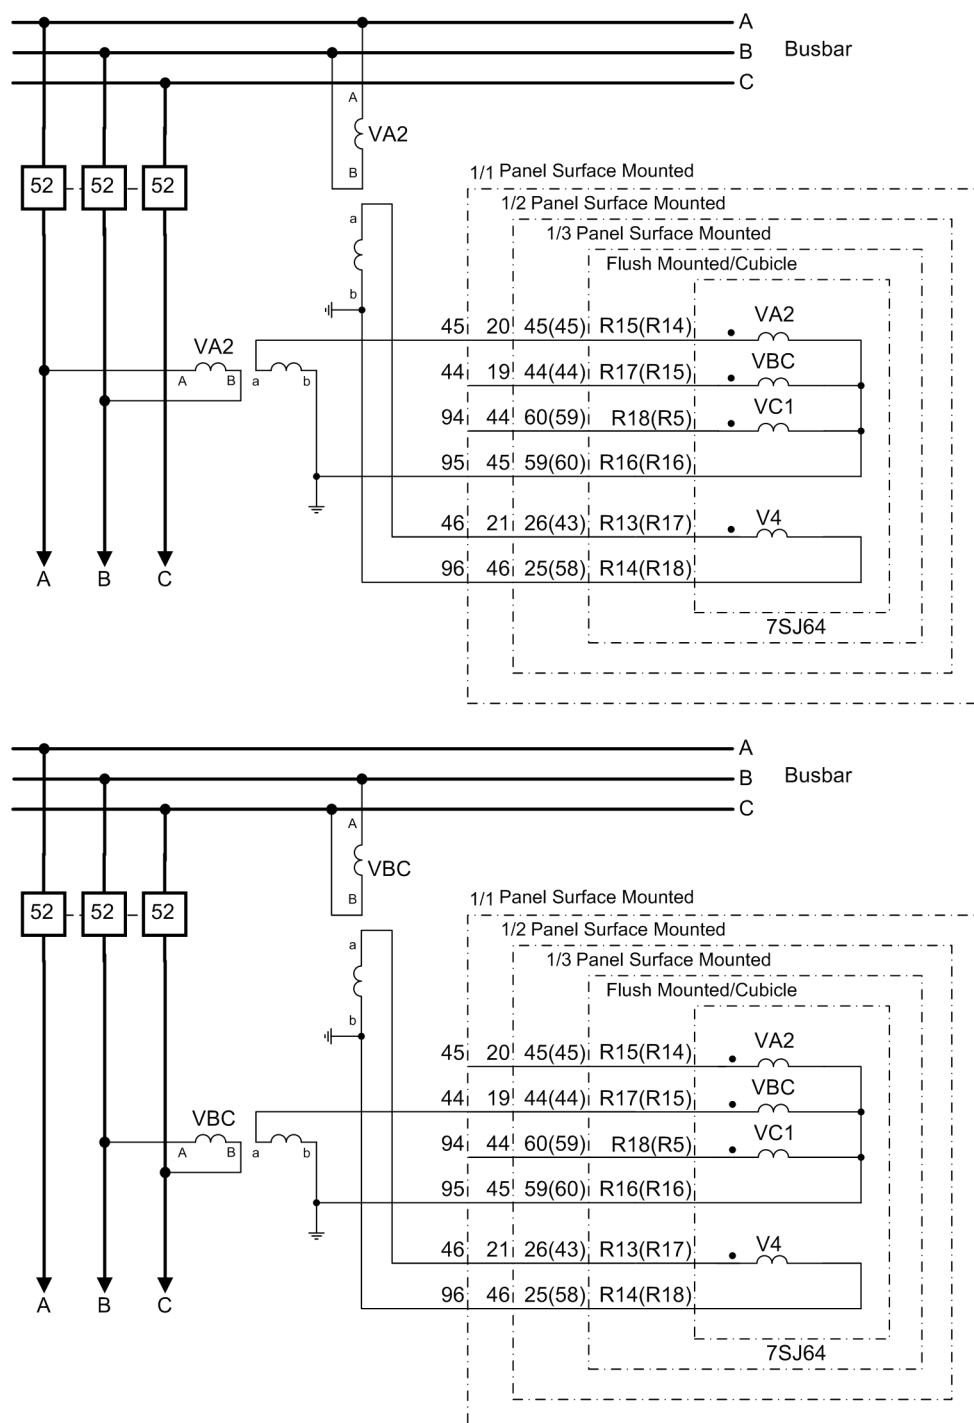 A
B Busbar
C
A
VA2
B
52 52 52
1/1 Panel Surface Mounted
1/2 Panel Surface Mounted
1/3 Panel Surface Mounted
Flush Mounted/Cubicle
a
b
45 20 45(45) R15(R14) VA2
VA2
A B a b
44 19 44(44) R17(R15) VBC
94 44 60(59) R18(R5) VC1
95 45 59(60) R16(R16)
46 21 26(43) R13(R17) V4
96 46 25(58) R14(R18)
A B C
7SJ64
A
B Busbar
C
A
VBC
B
52 52 52
1/1 Panel Surface Mounted
1/2 Panel Surface Mounted
1/3 Panel Surface Mounted
Flush Mounted/Cubicle
a
b
45 20 45(45) R15(R14) VA2
44 19 44(44) R17(R15) VBC
VBC
A B a b
94 44 60(59) R18(R5) VC1
95 45 59(60) R16(R16)
46 21 26(43) R13(R17) V4
96 46 25(58) R14(R18)
A B C
7SJ64